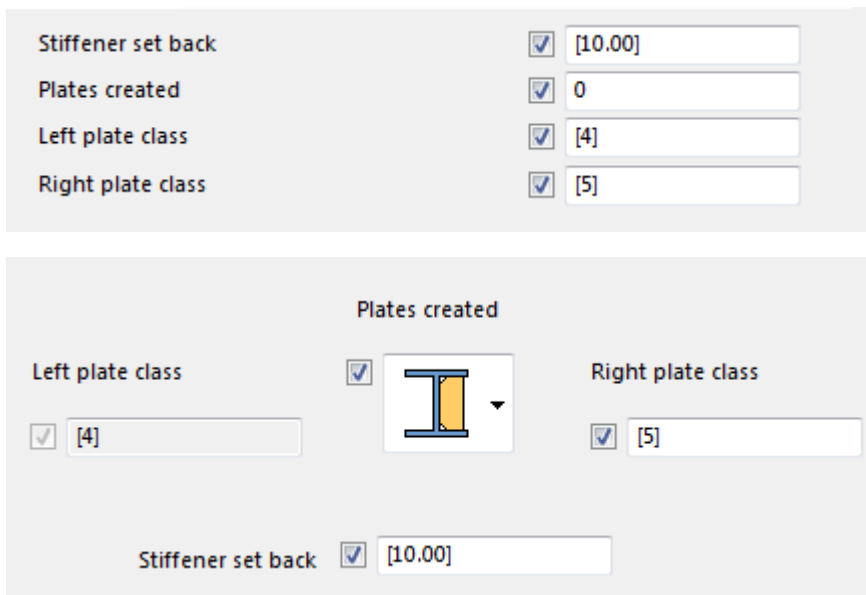 Stiffener set back [10.00]
Plates created 0
Left plate class [4]
Right plate class [5]
Plates created
Left plate class Right plate class
[4] [5]
Stiffener set back [10.00]